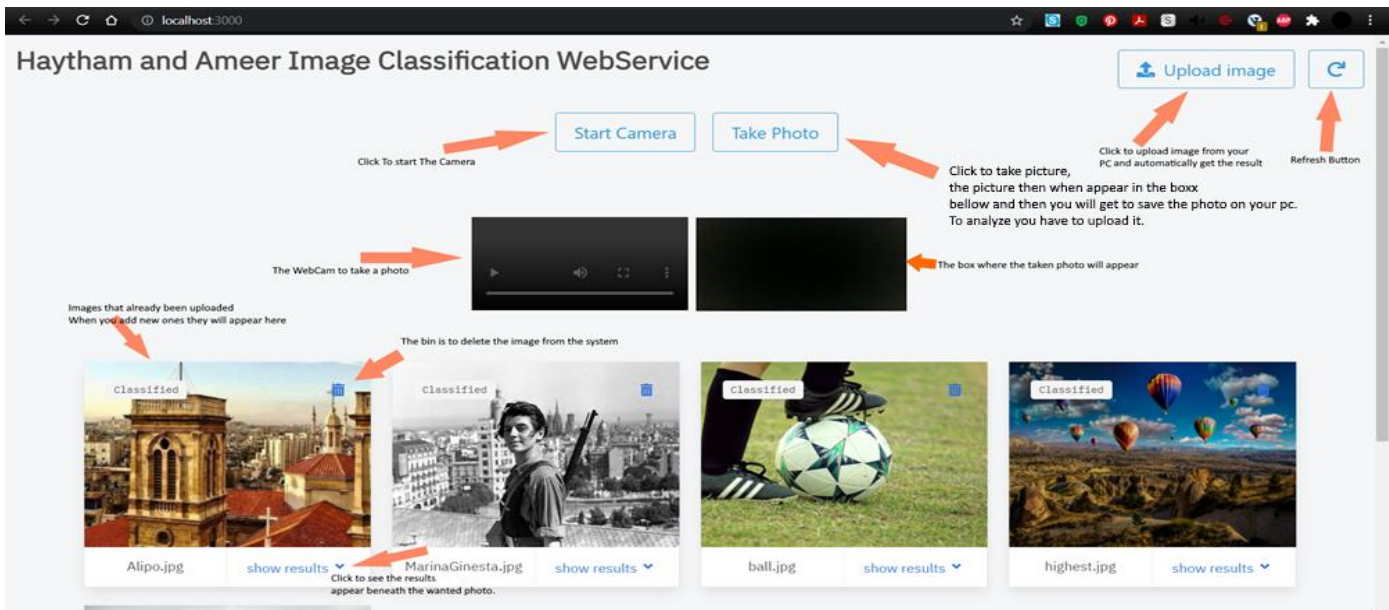 localhost:3000
Haytham and Ameer Image Classification WebService
Upload image
Start Camera
Take Photo
Click To start The Camera
Click to upload image from your
PC and automatically get the result
Refresh Button
Click to take picture,
the picture then when appear in the boxx
bellow and then you will get to save the photo on your pc.
To analyze you have to upload it.
The WebCam to take a photo
The box where the taken photo will appear
Images that already been uploaded
When you add new ones they will appear here
The bin is to delete the image from the system
Classified
Classified
Classified
Classified
Alipo.jpg
show results
MarinaGinesta.jpg
show results
ball.jpg
show results
highest.jpg
show results
Click to see the results
appear beneath the wanted photo.